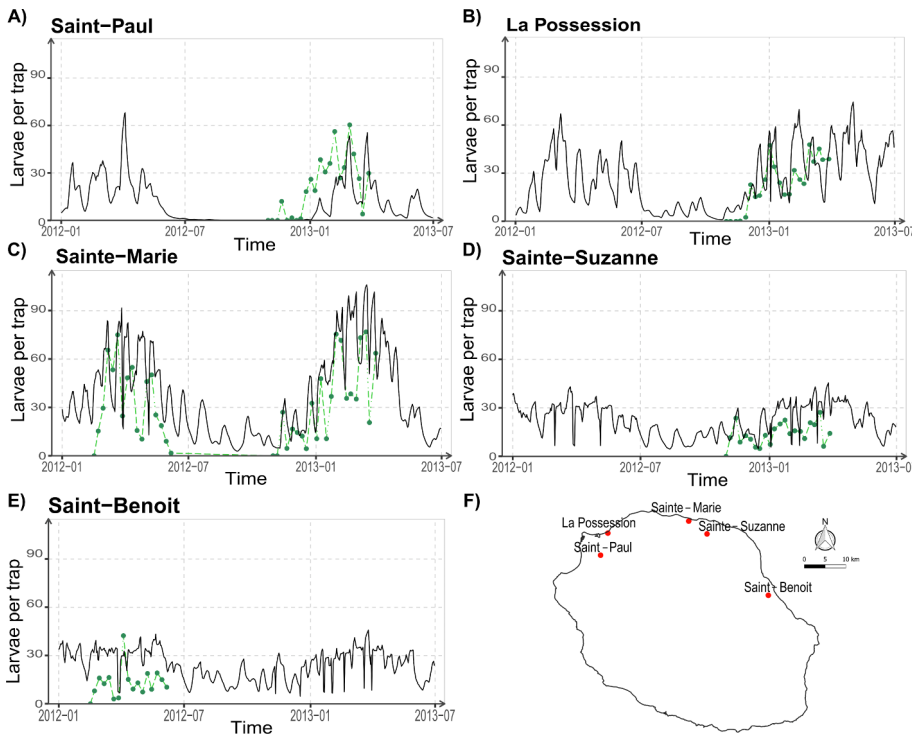 A)
Saint−Paul
Larvae per trap
90
60
30
0
2012-01
2012-07
2013-01
2013-07
Time
B)
La Possession
Larvae per trap
90
60
30
0
2012-01
2012-07
2013-01
2013-07
Time
C)
Sainte−Marie
Larvae per trap
90
60
30
0
2012-01
2012-07
2013-01
2013-07
Time
D)
Sainte−Suzanne
Larvae per trap
90
60
30
0
2012-01
2012-07
2013-01
2013-0
Time
E)
Saint−Benoit
Larvae per trap
90
60
30
0
2012-01
2012-07
2013-01
2013-07
Time
F)
Sainte−Marie
La Possession
Sainte−Suzanne
Saint−Paul
Saint−Benoit
N
0 5 10 km